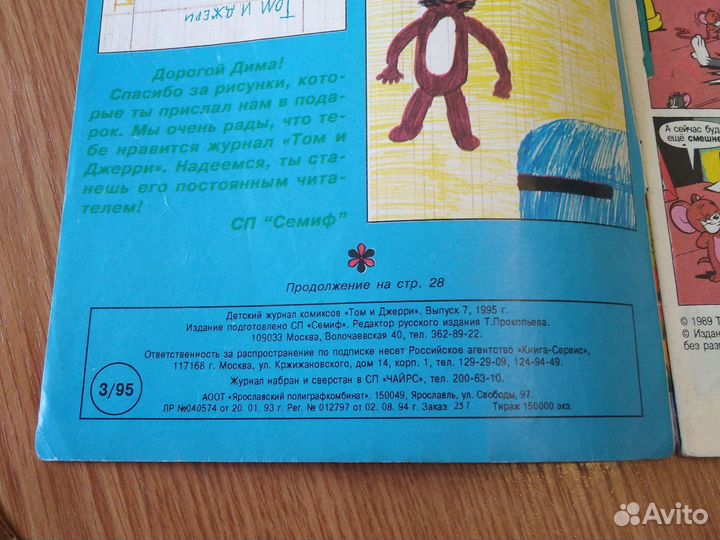 ТОМ И ДЖЕРИ
Дорогой Дима!
Спасибо за рисунки, кото-
рые ты прислал нам в пода-
рок. Мы очень рады, что те-
бе нравится журнал «Том и
Джерри». Надеемся, ты ста-
нешь его постоянным чита-
телем!
СП "Семиф"
Продолжение на стр. 28
Детский журнал комиксов «Том и Джерри». Выпуск 7, 1995 г.
Издание подготовлено СП «Семиф». Редактор русского издания Т.Прокопьева.
109033 Москва, Волочаевская 40, тел. 362-89-22.
Ответственность за распространение по подписке несет Российское агентство «Книга-Сервис»,
117168 г. Москва, ул. Кржижановского, дом 14, корп. 1, тел. 129-29-09, 124-94-49.
Журнал набран и сверстан в СП "ЧАЙРС", тел. 200-63-10.
АООТ «Ярославский полиграфкомбинат». 150049, Ярославль, ул. Свободы, 97.
ЛР №040574 от 20. 01. 93 г. Рег. № 012797 от 02. 08. 94 г. Заказ 257 Тираж 150000 экз.
3/95
А сейчас буд
ещё смешне
© 1989 T
© Издан
без разм
Avito